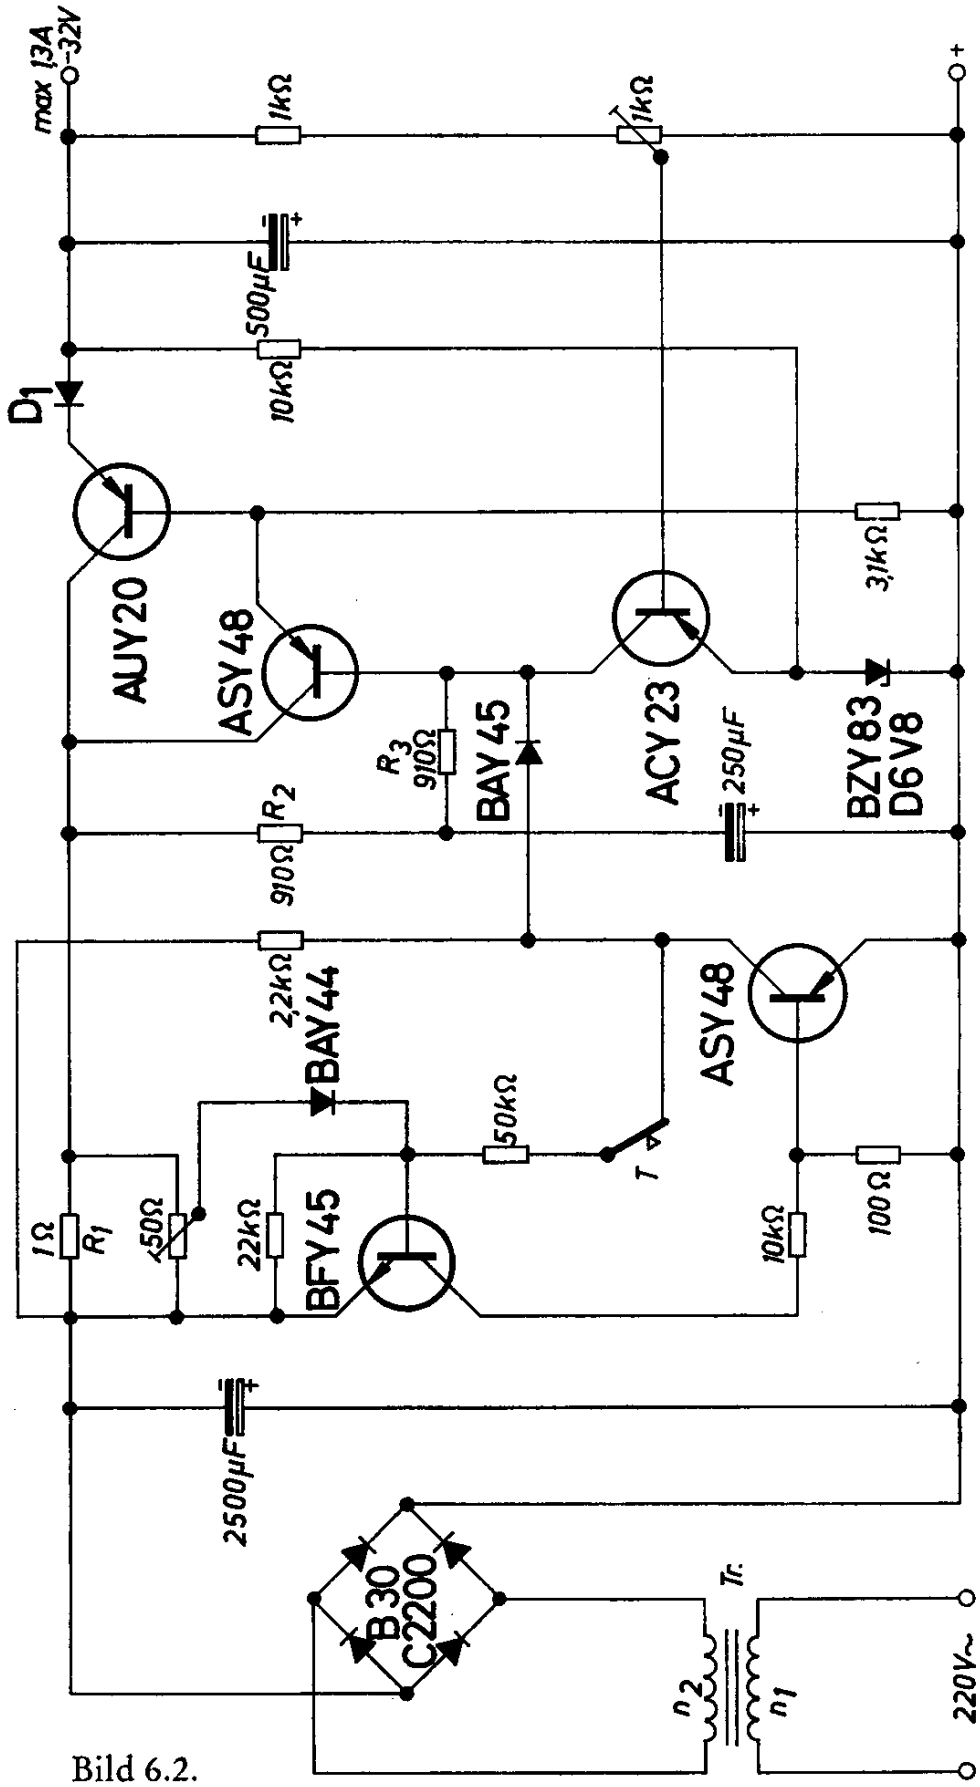 max 1,3A
-32V
+
1kΩ
1kΩ
-
+
500µF
10kΩ
D1
AUY20
3,1kΩ
ASY48
ACY23
R3
910Ω
BAY45
BZY83
D6V8
-
+
250µF
R2
910Ω
2,2kΩ
BAY44
ASY48
50kΩ
T
1Ω
R1
50Ω
22kΩ
BFY45
10kΩ
100Ω
-
+
2500µF
B30
C2200
Tr.
n2
n1
220V~
Bild 6.2.